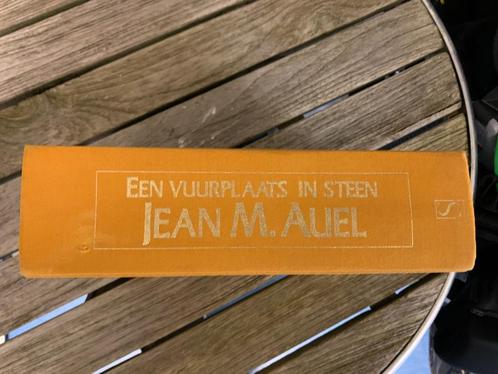 EEN VUURPLAATS IN STEEN
JEAN M. AUEL